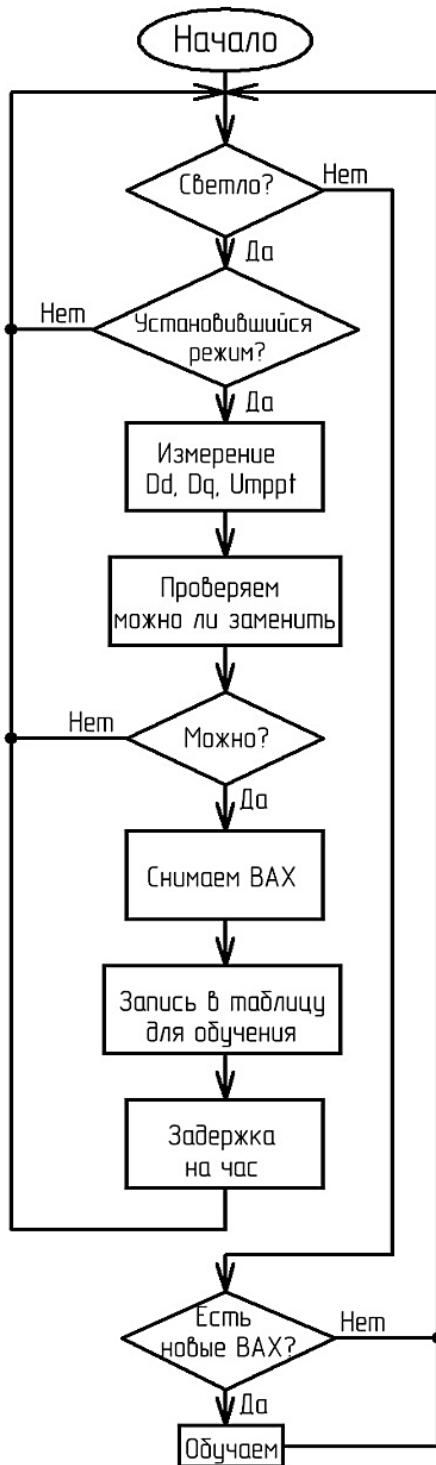 Начало
Светло?
Нет
Да
Нет
Установившийся
режим?
Да
Измерение
Dd, Dq, Umppt
Проверяем
можно ли заменить
Нет
Можно?
Да
Снимаем ВАХ
Запись в таблицу
для обучения
Задержка
на час
Есть
новые ВАХ?
Нет
Да
Обучаем